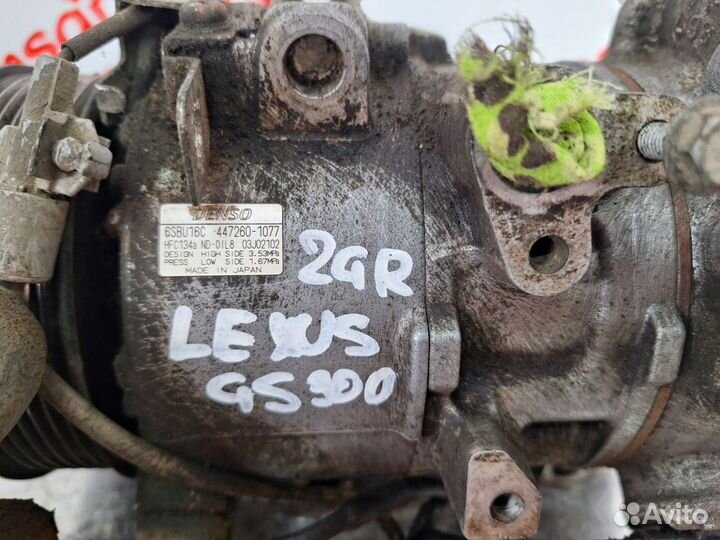 DENSO
6SBU16C 447260-1077
HFC134a ND-OIL8 03J02102
DESIGN HIGH SIDE 3.53MPa
PRESS LOW SIDE 1.67MPa
MADE IN JAPAN
2GR
LEXUS
GS300
Avito